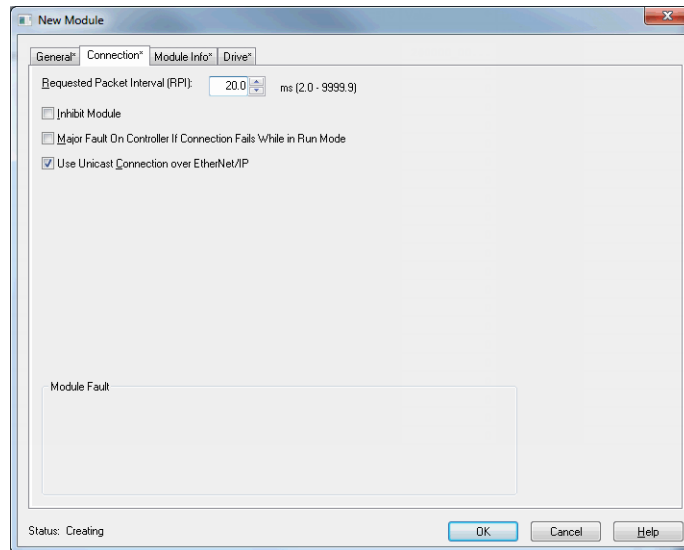 New Module
General* Connection* Module Info* Drive*
Requested Packet Interval (RPI): 20.0 ms (2.0 - 9999.9)
Inhibit Module
Major Fault On Controller If Connection Fails While in Run Mode
Use Unicast Connection over EtherNet/IP
Module Fault
Status: Creating OK Cancel Help